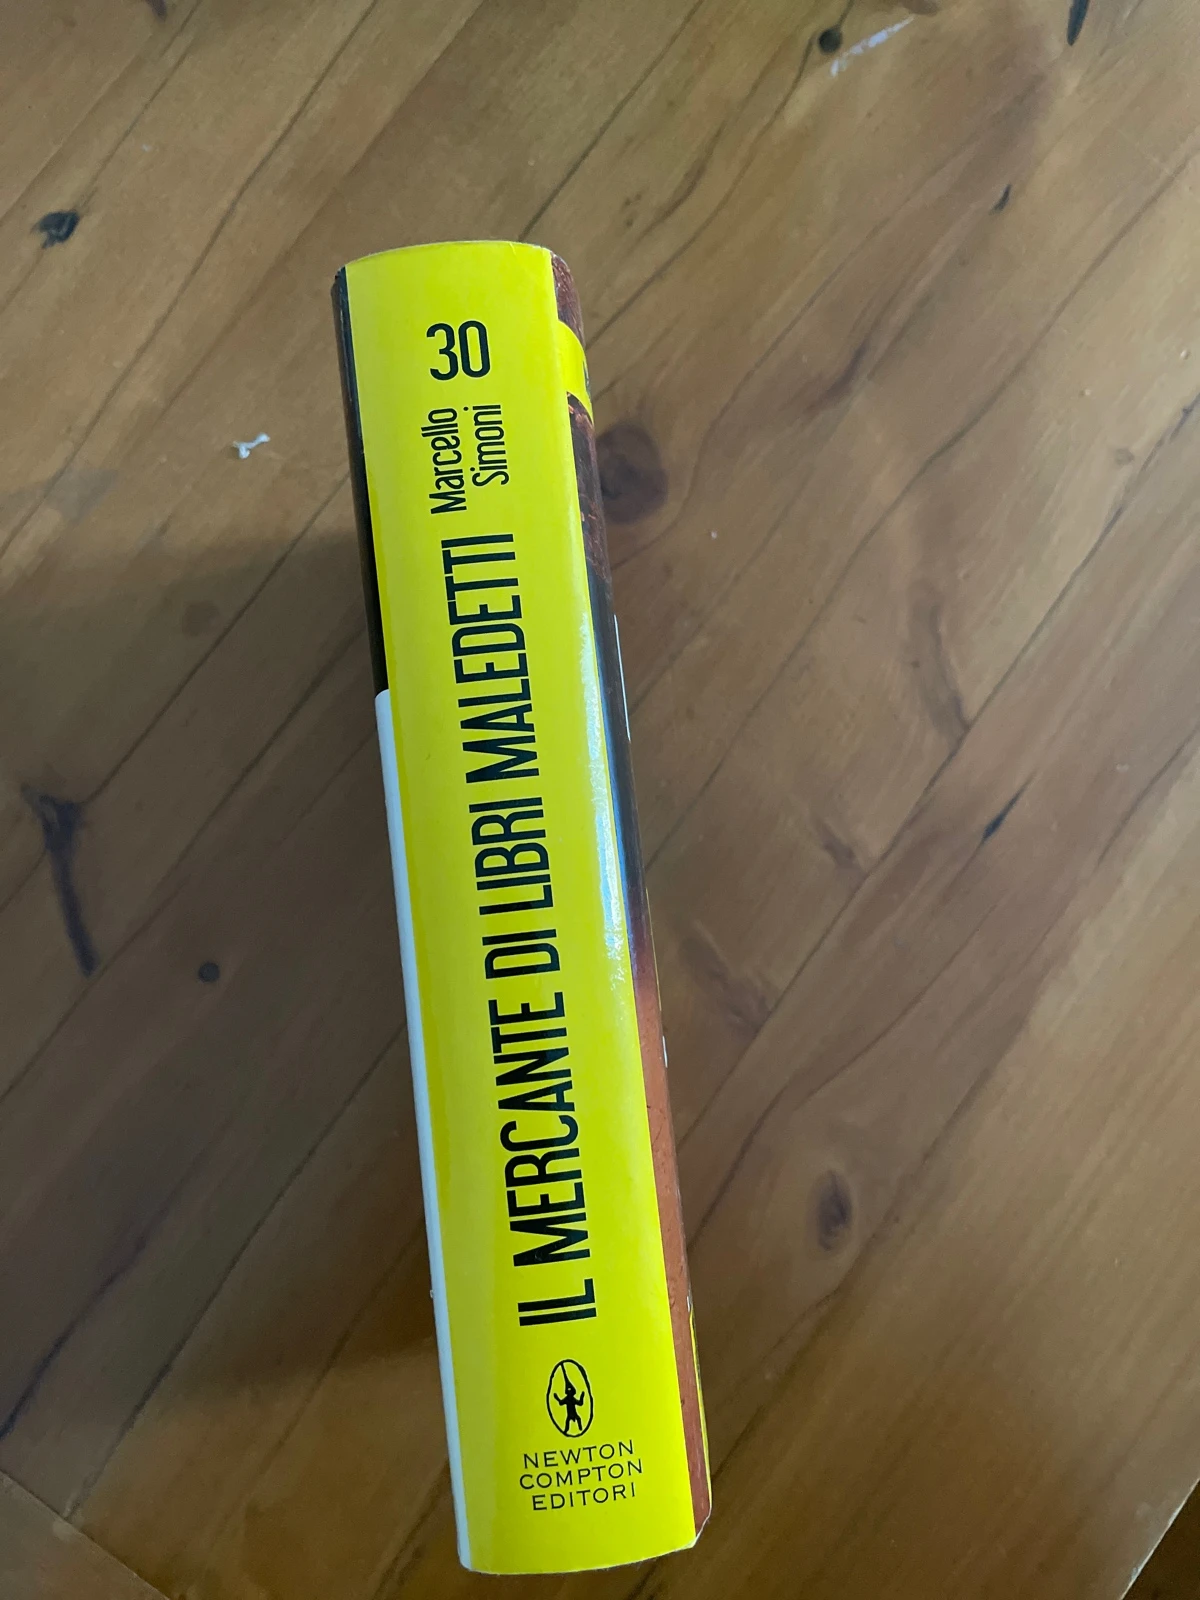 30
Marcello
Simoni
IL MERCANTE DI LIBRI MALEDETTI
NEWTON
COMPTON
EDITORI